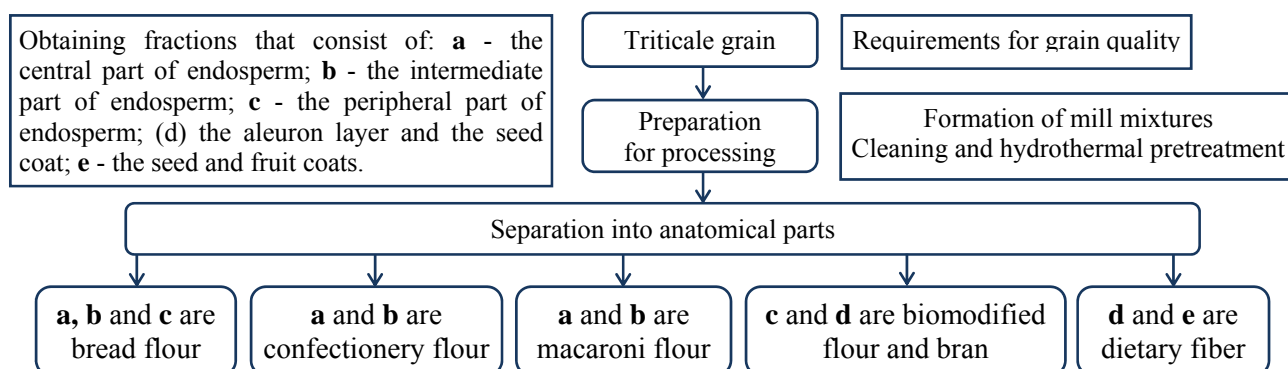 Obtaining fractions that consist of: a - the
central part of endosperm; b - the intermediate
part of endosperm; c - the peripheral part of
endosperm; (d) the aleuron layer and the seed
coat; e - the seed and fruit coats.
Triticale grain
Requirements for grain quality
Preparation
for processing
Formation of mill mixtures
Cleaning and hydrothermal pretreatment
Separation into anatomical parts
a, b and c are
bread flour
a and b are
confectionery flour
a and b are
macaroni flour
c and d are biomodified
flour and bran
d and e are
dietary fiber